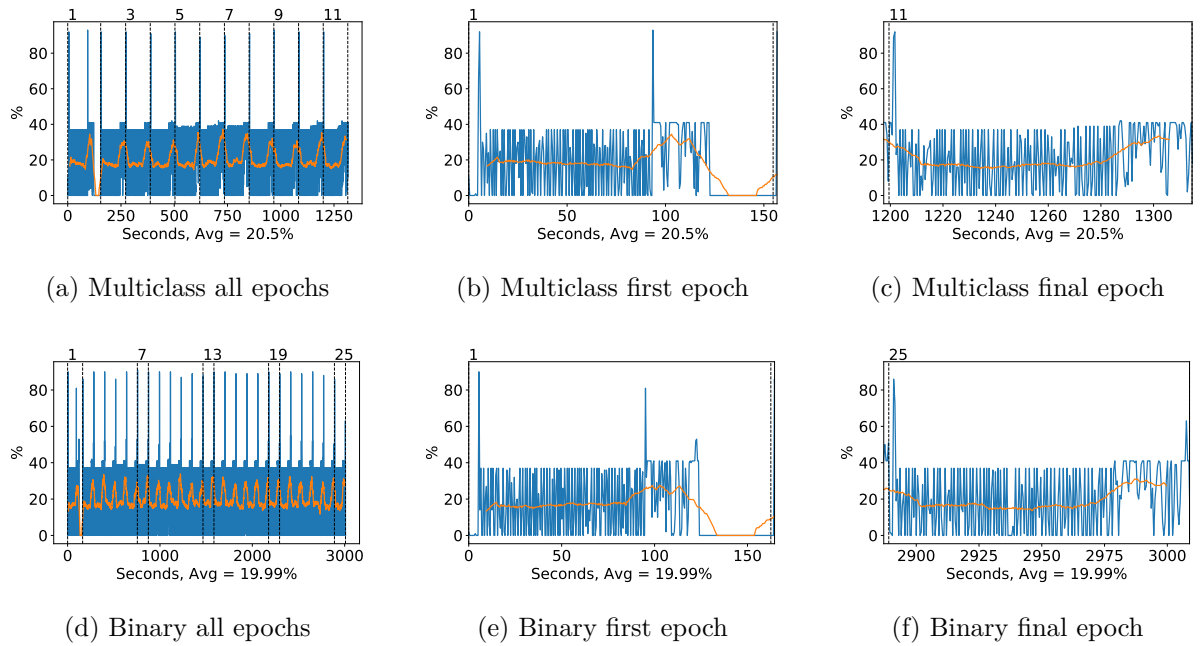 1 3 5 7 9 11
%
80
60
40
20
0
0 250 500 750 1000 1250
Seconds, Avg = 20.5%
(a) Multiclass all epochs
1
%
80
60
40
20
0
0 50 100 150
Seconds, Avg = 20.5%
(b) Multiclass first epoch
11
%
80
60
40
20
0
1200 1220 1240 1260 1280 1300
Seconds, Avg = 20.5%
(c) Multiclass final epoch
1 7 13 19 25
%
80
60
40
20
0
0 1000 2000 3000
Seconds, Avg = 19.99%
(d) Binary all epochs
1
%
80
60
40
20
0
0 50 100 150
Seconds, Avg = 19.99%
(e) Binary first epoch
25
%
80
60
40
20
0
2900 2925 2950 2975 3000
Seconds, Avg = 19.99%
(f) Binary final epoch